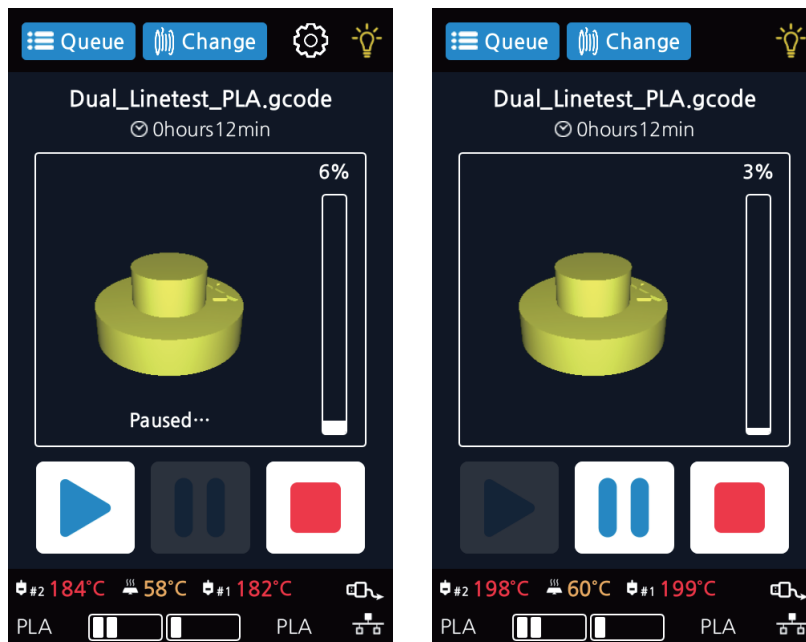 Queue Change
Dual_Linetest_PLA.gcode
0hours12min
6%
Paused…
#2 184°C 58°C #1 182°C
PLA PLA
Queue Change
Dual_Linetest_PLA.gcode
0hours12min
3%
#2 198°C 60°C #1 199°C
PLA PLA